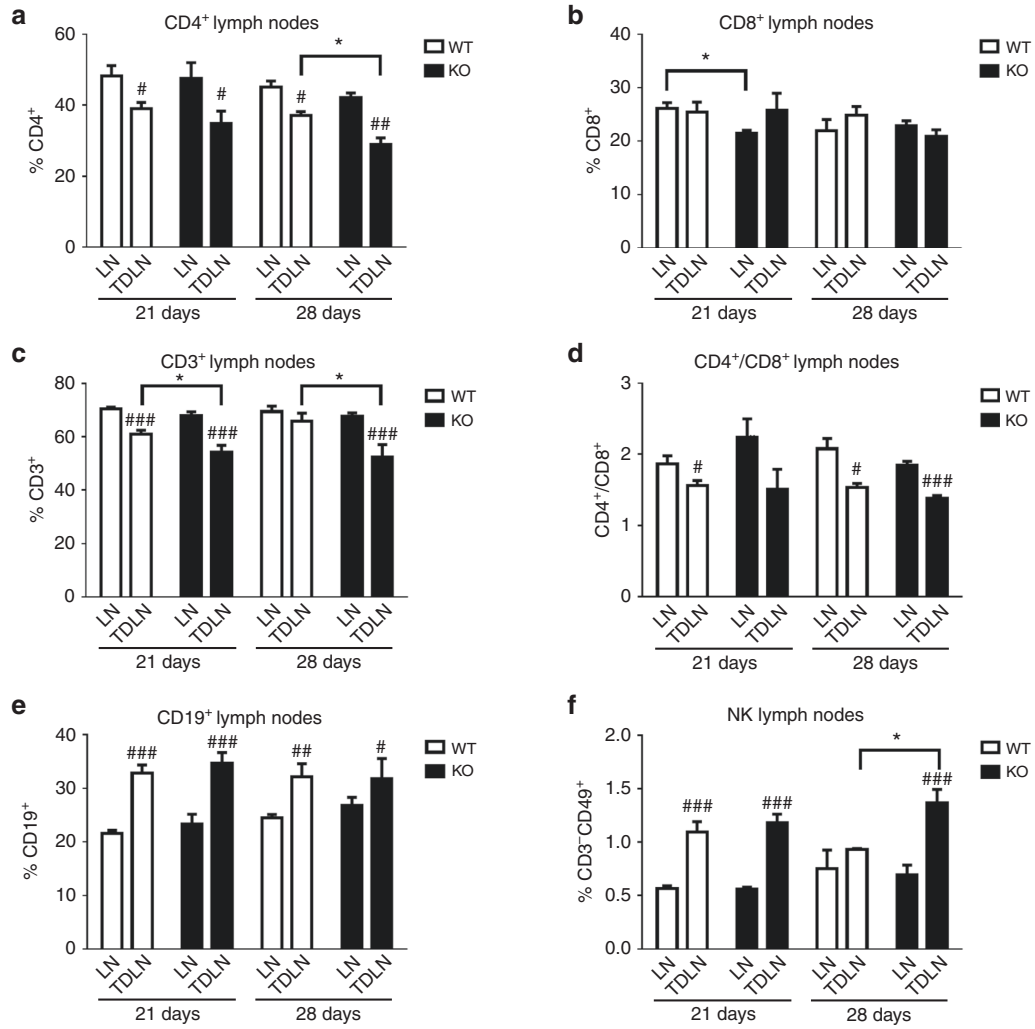 a
CD4+ lymph nodes
% CD4+
60
40
20
0
#
#
#
*
##
WT
KO
LN
TDLN
LN
TDLN
LN
TDLN
LN
TDLN
21 days
28 days
b
CD8+ lymph nodes
% CD8+
40
30
20
10
0
*
WT
KO
LN
TDLN
LN
TDLN
LN
TDLN
LN
TDLN
21 days
28 days
c
CD3+ lymph nodes
% CD3+
80
60
40
20
0
*
*
###
###
###
WT
KO
LN
TDLN
LN
TDLN
LN
TDLN
LN
TDLN
21 days
28 days
d
CD4+/CD8+ lymph nodes
CD4+/CD8+
3
2
1
0
#
#
###
WT
KO
LN
TDLN
LN
TDLN
LN
TDLN
LN
TDLN
21 days
28 days
e
CD19+ lymph nodes
% CD19+
40
30
20
10
0
###
###
##
#
WT
KO
LN
TDLN
LN
TDLN
LN
TDLN
LN
TDLN
21 days
28 days
f
NK lymph nodes
% CD3−CD49+
2.0
1.5
1.0
0.5
0.0
###
###
*
###
WT
KO
LN
TDLN
LN
TDLN
LN
TDLN
LN
TDLN
21 days
28 days